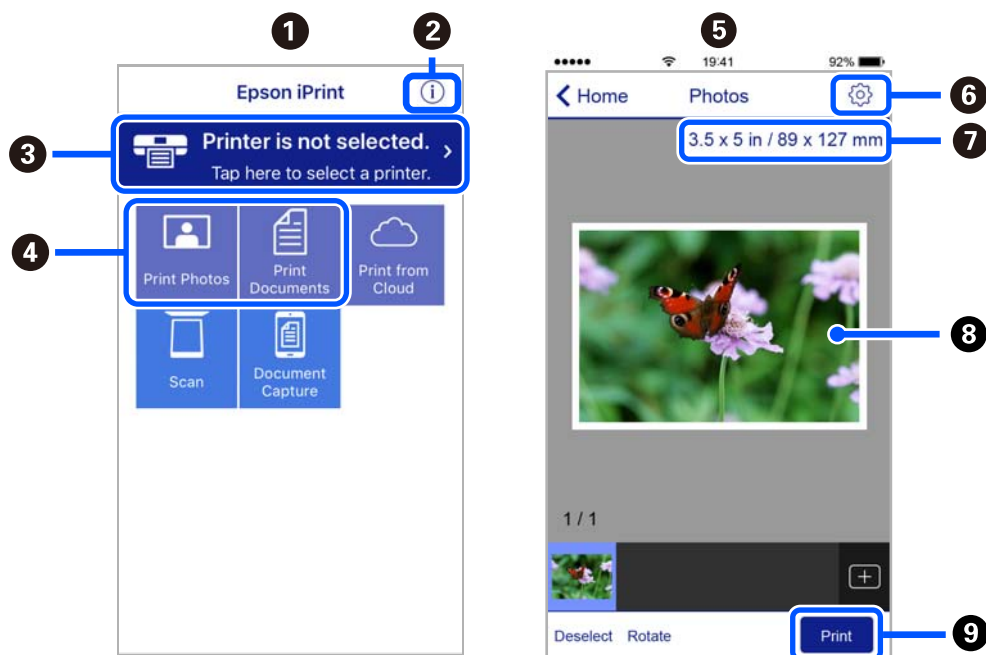 1
2
Epson iPrint
3
Printer is not selected.
Tap here to select a printer.
4
Print Photos
Print
Documents
Print from
Cloud
Scan
Document
Capture
5
19:41
92%
Home
Photos
6
3.5 x 5 in / 89 x 127 mm
7
8
1 / 1
Deselect
Rotate
Print
9